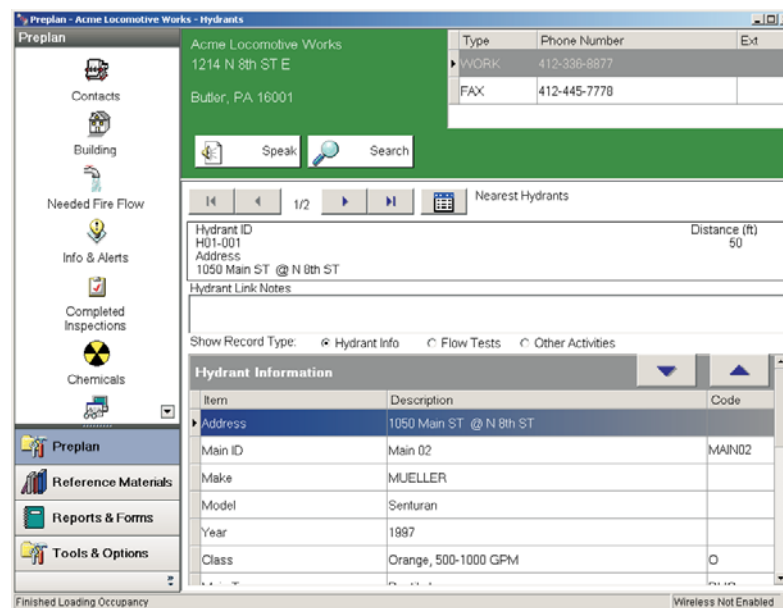 Preplan - Acme Locomotive Works - Hydrants
Preplan
Contacts
Building
Needed Fire Flow
Info & Alerts
Completed
Inspections
Chemicals
Preplan
Reference Materials
Reports & Forms
Tools & Options
Acme Locomotive Works
1214 N 8th ST E
Butler, PA 16001
Type Phone Number Ext
WORK 412-336-8877
FAX 412-445-7778
Speak Search
1/2 Nearest Hydrants
Hydrant ID Distance (ft)
H01-001 50
Address
1050 Main ST @ N 8th ST
Hydrant Link Notes
Show Record Type: Hydrant Info Flow Tests Other Activities
Hydrant Information
Item Description Code
Address 1050 Main ST @ N 8th ST
Main ID Main 02 MAIN02
Make MUELLER
Model Senturan
Year 1997
Class Orange, 500-1000 GPM O
Finished Loading Occupancy Wireless Not Enabled